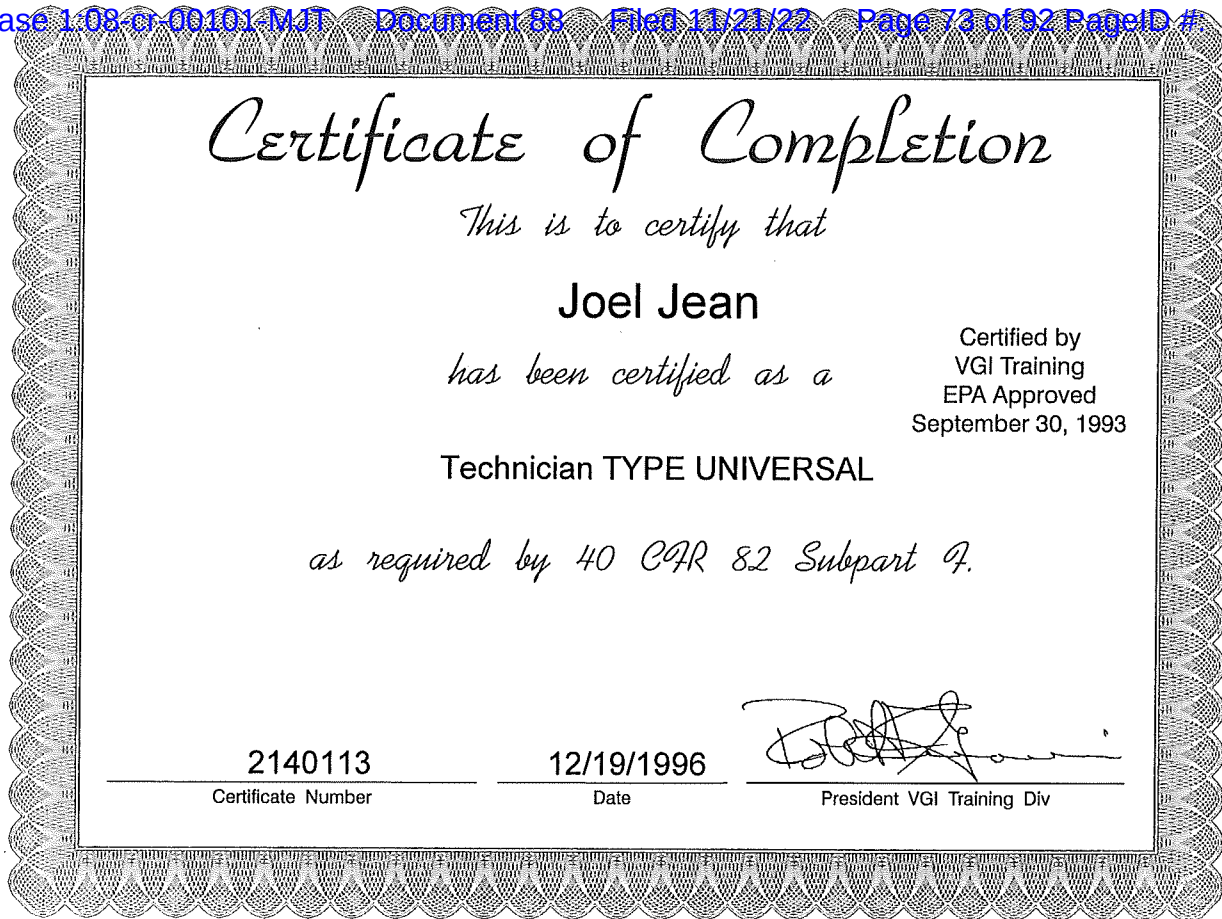 ase 1:08-cr-00101-MJT Document 88 Filed 11/21/22 Page 73 of 92 PageID #:
Certificate of Completion
This is to certify that
Joel Jean
has been certified as a
Certified by
VGI Training
EPA Approved
September 30, 1993
Technician TYPE UNIVERSAL
as required by 40 CFR 82 Subpart F.
2140113
Certificate Number
12/19/1996
Date
President VGI Training Div